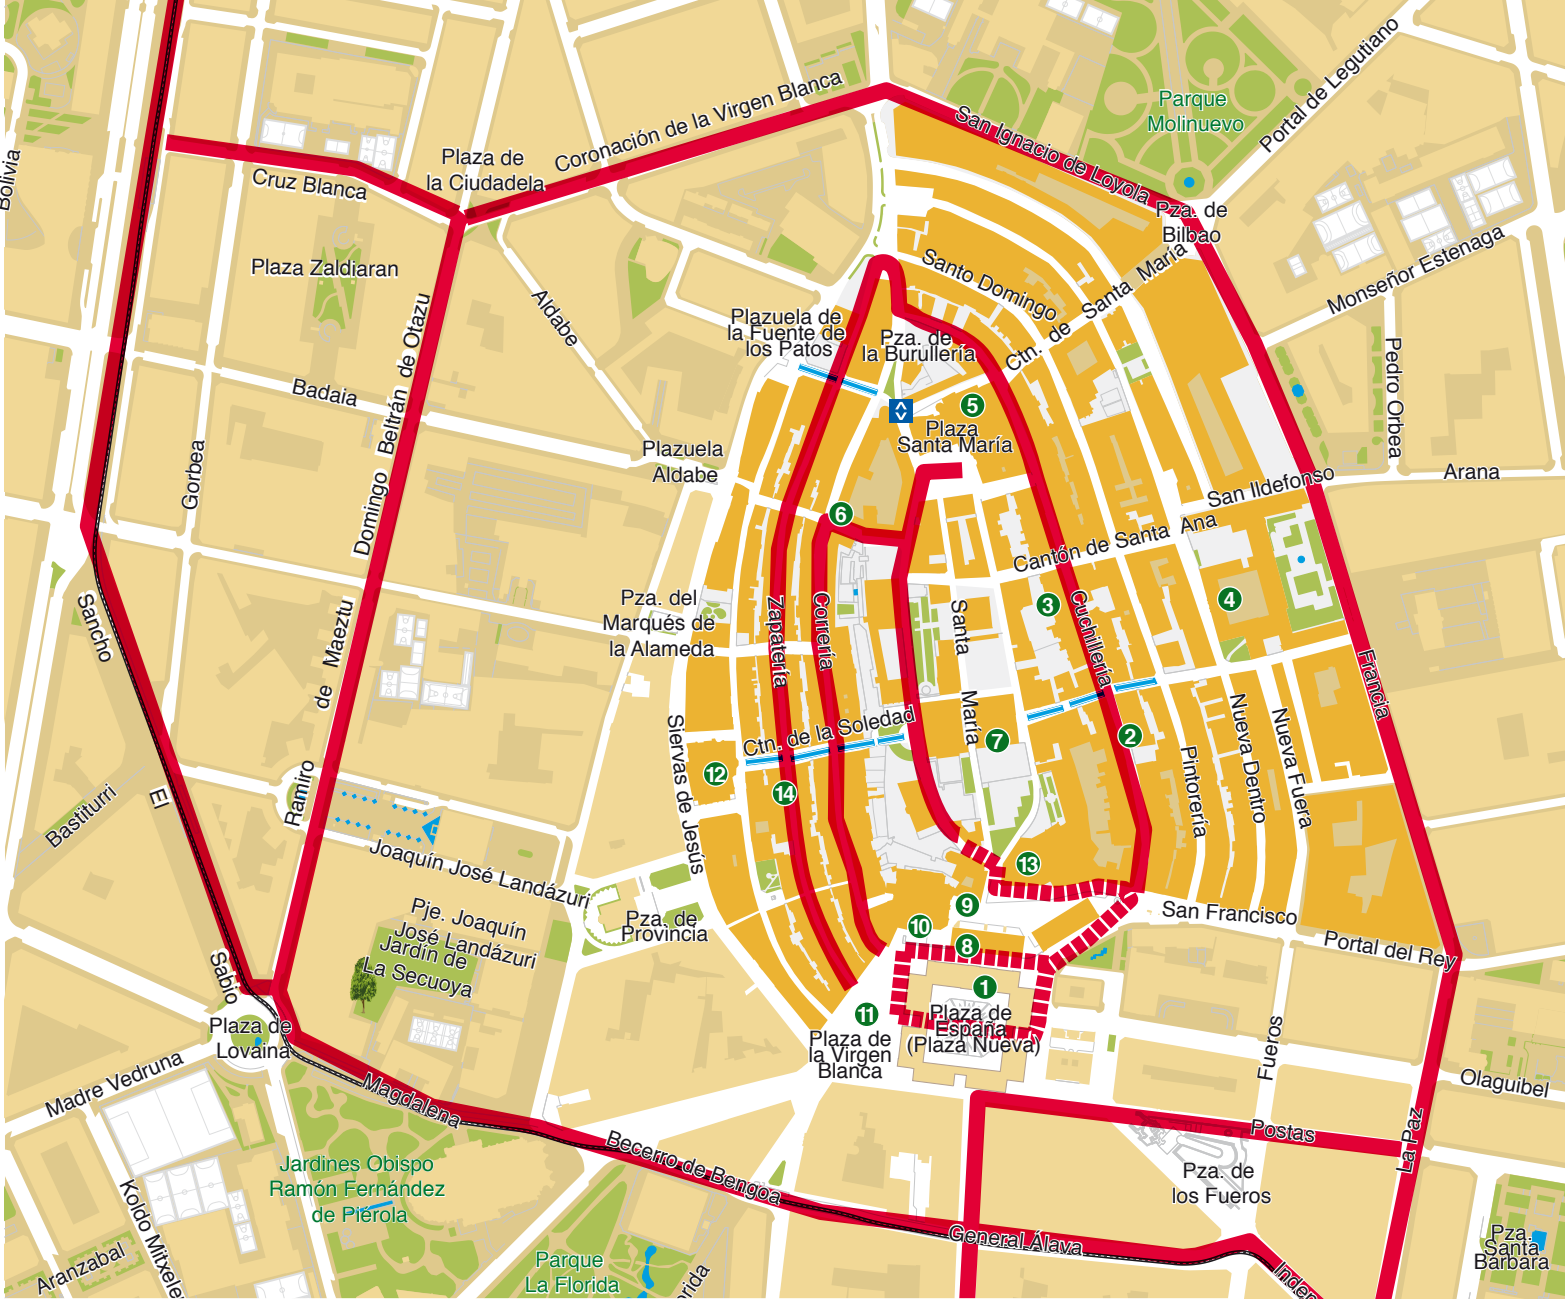 Parque
Molinuevo
Portal de Legutiano
Coronación de la Virgen Blanca
San Ignacio de Loyola
Plaza de
la Ciudadela
Bolivia
Cruz Blanca
Pza. de
Bilbao
Monseñor Estenaga
Plaza Zaldiaran
Santo Domingo
Ctn. de Santa María
Aldabe
Plazuela de
la Fuente de
los Patos
Pza. de
la Burullería
Pedro Orbea
Badaia
Domingo Beltrán de Otazu
5
Plaza
Santa María
Gorbea
Plazuela
Aldabe
Arana
San Ildefonso
6
Cantón de Santa Ana
Sancho
El
Sabio
Pza. del
Marqués de
la Alameda
Zapatería
Correría
Santa
María
3
Cuchillería
4
Ramiro de Maeztu
Francia
Siervas de Jesús
Ctn. de la Soledad
7
2
Pintorería
Nueva Dentro
Nueva Fuera
12
14
Bastiturri
Joaquín José Landázuri
13
Pje. Joaquín
José Landázuri
Jardín de
La Secuoya
Pza. de
Provincia
9
10
8
San Francisco
Portal del Rey
1
11
Plaza de
España
(Plaza Nueva)
Plaza de
la Virgen
Blanca
Plaza de
Lovaina
Fueros
Madre Vedruna
Magdalena
Olaguibel
Postas
La Paz
Becerro de Bengoa
Pza. de
los Fueros
Jardines Obispo
Ramón Fernández
de Piérola
Koldo Mitxele
General Álava
Pza.
Santa
Bárbara
Aranzabal
Parque
La Florida
orida
Indep